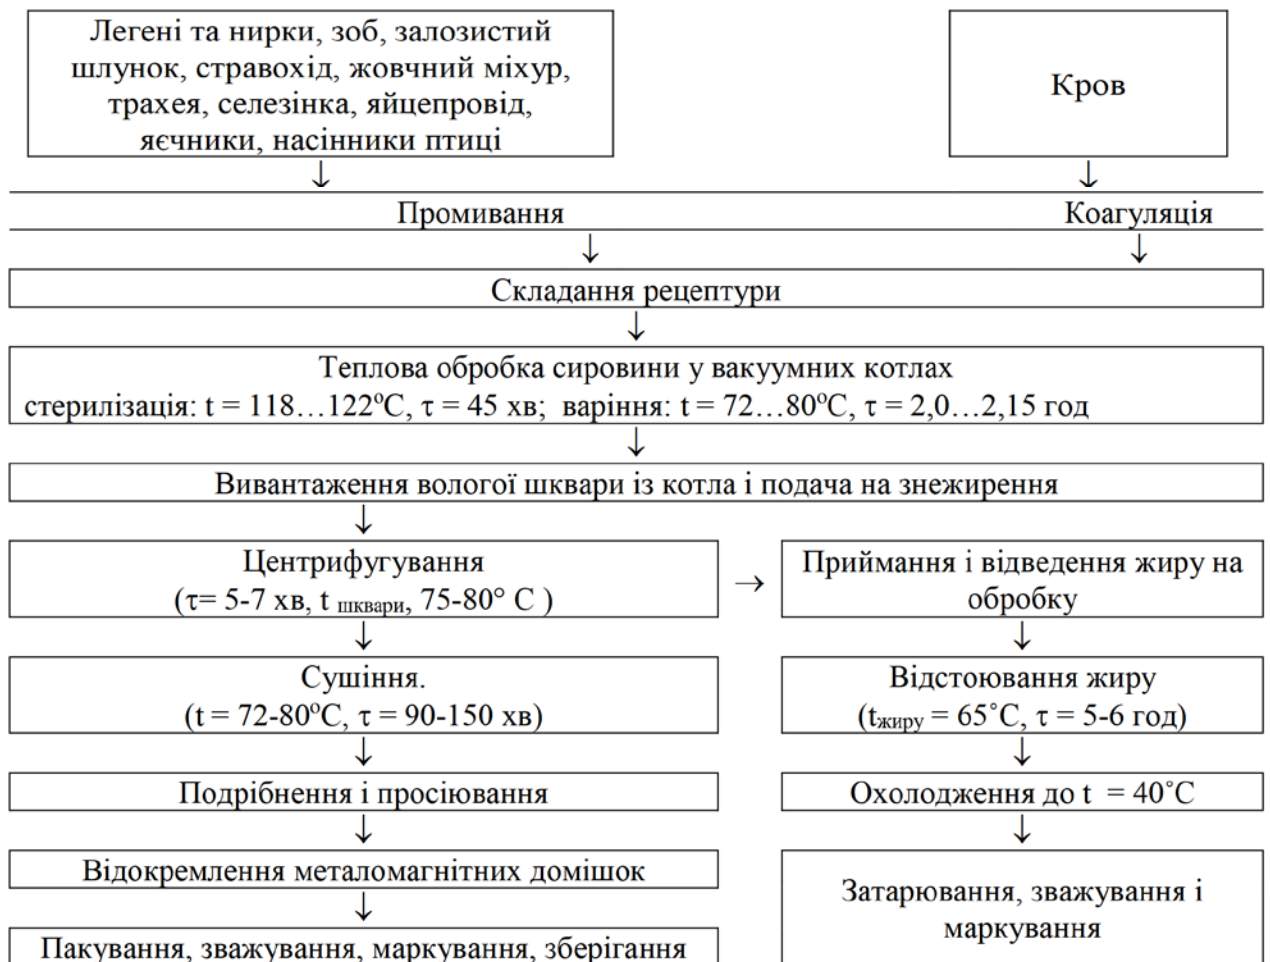 Легені та нирки, зоб, залозистий
шлунок, стравохід, жовчний міхур,
трахея, селезінка, яйцепровід,
яєчники, насінники птиці
Кров
Промивання
Коагуляція
Складання рецептури
Теплова обробка сировини у вакуумних котлах
стерилізація: t = 118…122ºС, τ = 45 хв; варіння: t = 72…80ºС, τ = 2,0…2,15 год
Вивантаження вологої шквари із котла і подача на знежирення
Центрифугування
(τ= 5-7 хв, t шквари, 75-80° С )
→
Приймання і відведення жиру на
обробку
Сушіння.
(t = 72-80ºС, τ = 90-150 хв)
Відстоювання жиру
(tжиру = 65˚С, τ = 5-6 год)
Подрібнення і просіювання
Охолодження до t = 40˚С
Відокремлення металомагнітних домішок
Затарювання, зважування і
маркування
Пакування, зважування, маркування, зберігання